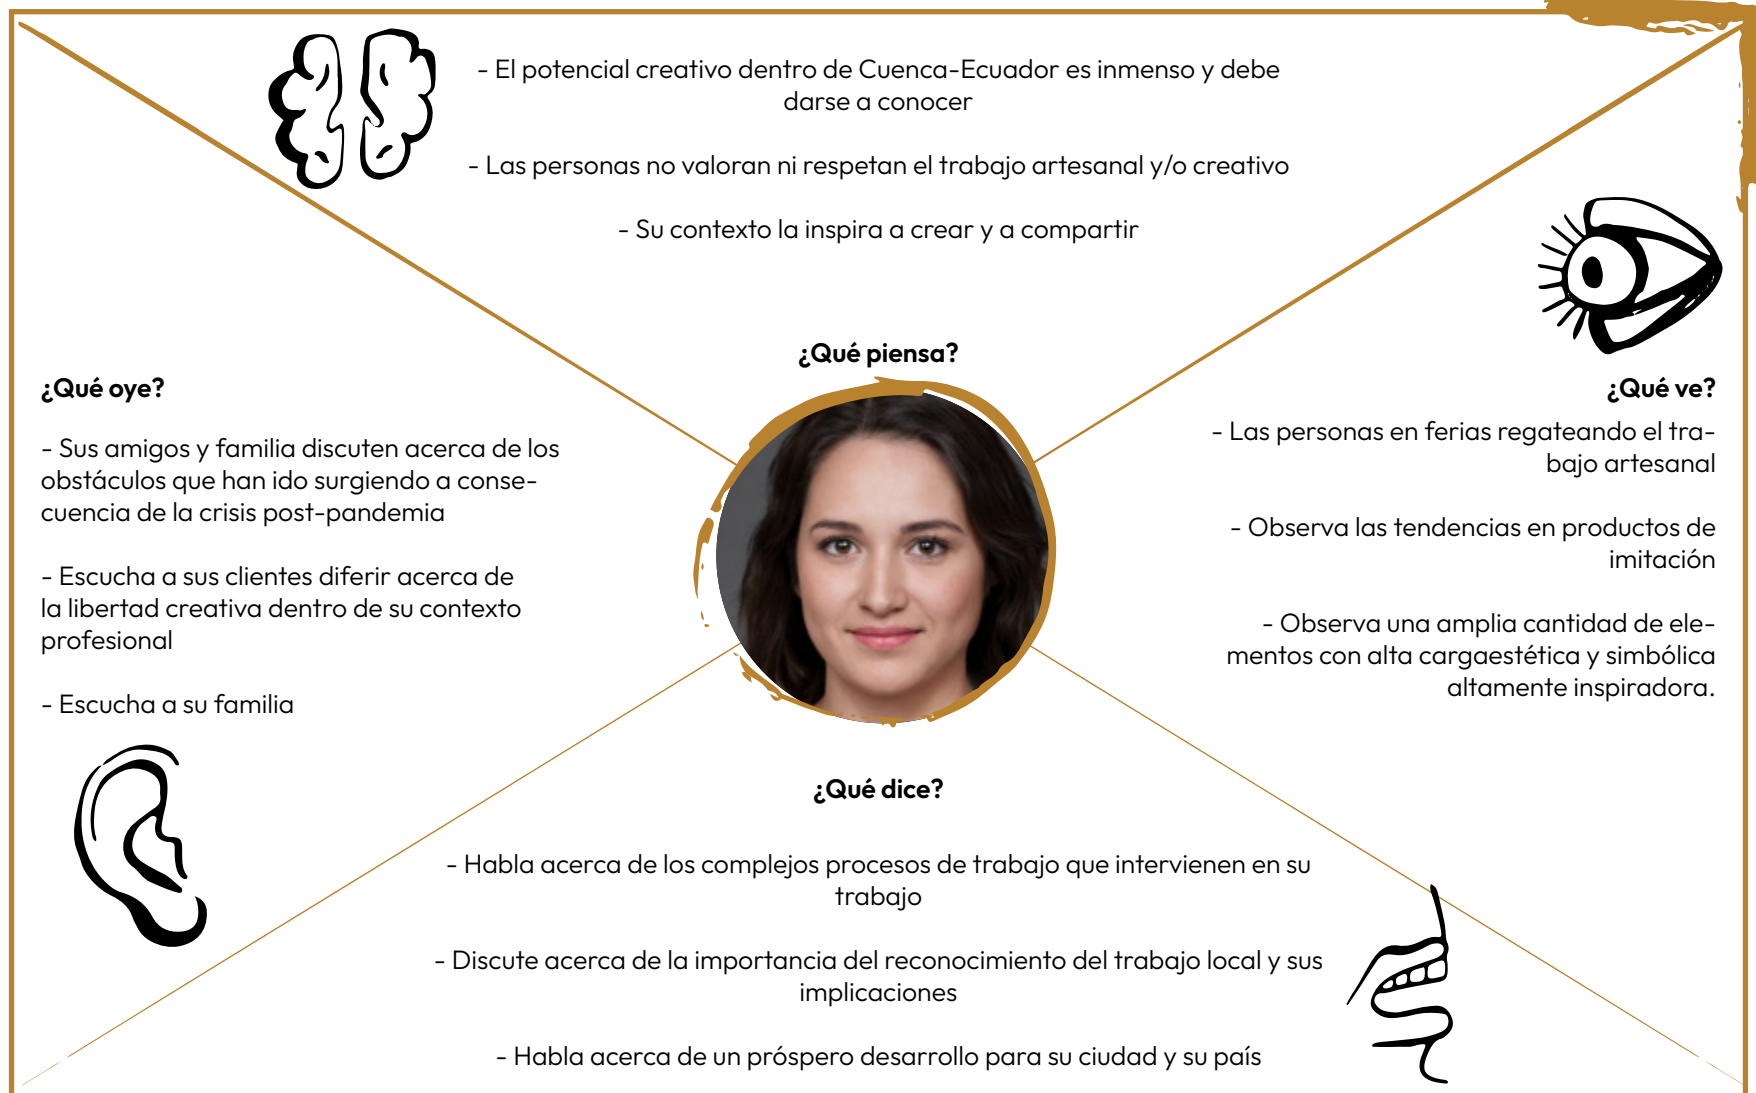 - El potencial creativo dentro de Cuenca-Ecuador es inmenso y debe
darse a conocer
- Las personas no valoran ni respetan el trabajo artesanal y/o creativo
- Su contexto la inspira a crear y a compartir
¿Qué piensa?
¿Qué oye?
- Sus amigos y familia discuten acerca de los
obstáculos que han ido surgiendo a conse-
cuencia de la crisis post-pandemia
- Escucha a sus clientes diferir acerca de
la libertad creativa dentro de su contexto
profesional
- Escucha a su familia
¿Qué ve?
- Las personas en ferias regateando el tra-
bajo artesanal
- Observa las tendencias en productos de
imitación
- Observa una amplia cantidad de ele-
mentos con alta cargaestética y simbólica
altamente inspiradora.
¿Qué dice?
- Habla acerca de los complejos procesos de trabajo que intervienen en su
trabajo
- Discute acerca de la importancia del reconocimiento del trabajo local y sus
implicaciones
- Habla acerca de un próspero desarrollo para su ciudad y su país